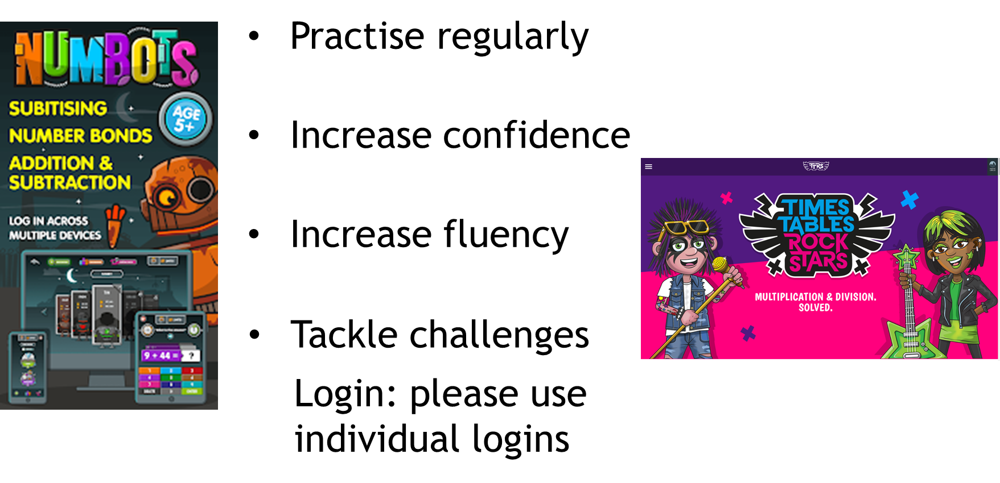 NUMBOTS
SUBITISING
NUMBER BONDS
ADDITION &
SUBTRACTION
AGE
5+
LOG IN ACROSS
MULTIPLE DEVICES
9 + 44 = ?
• Practise regularly
• Increase confidence
• Increase fluency
• Tackle challenges
Login: please use
individual logins
TTRS
TIMES
TABLES
ROCK
STARS
MULTIPLICATION & DIVISION.
SOLVED.